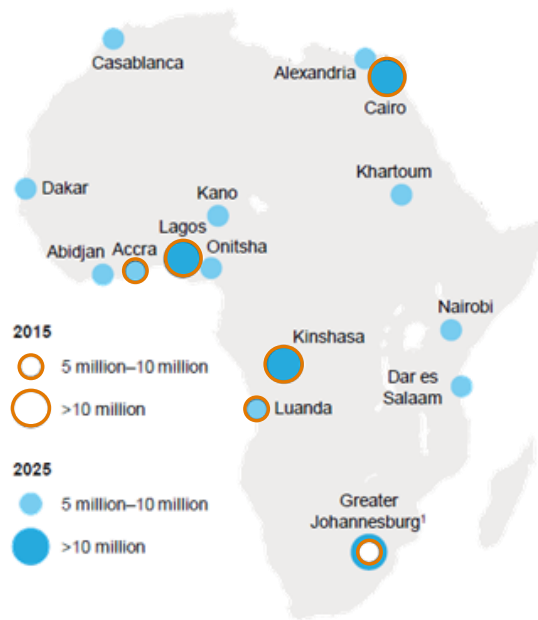 Casablanca
Alexandria
Cairo
Khartoum
Dakar
Kano
Lagos
Abidjan
Accra
Onitsha
Nairobi
Kinshasa
Dar es
Salaam
Luanda
Greater
Johannesburg¹
2015
5 million–10 million
>10 million
2025
5 million–10 million
>10 million